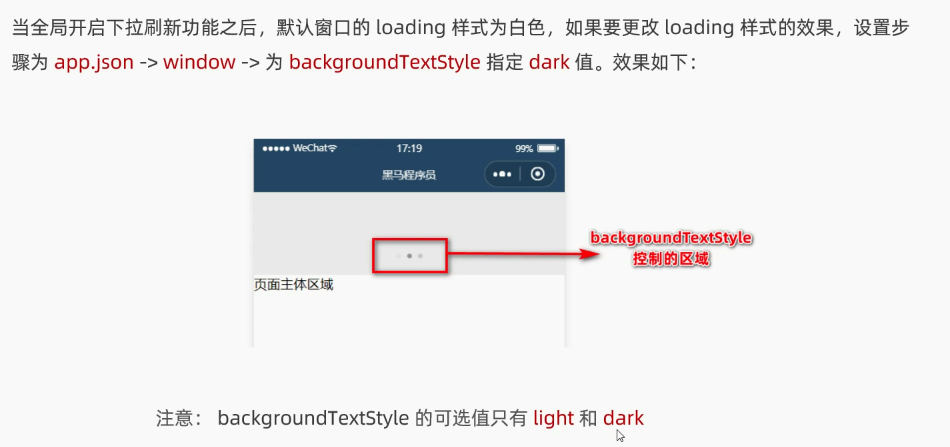 当全局开启下拉刷新功能之后，默认窗口的 loading 样式为白色，如果要更改 loading 样式的效果，设置步
骤为 app.json -> window -> 为 backgroundTextStyle 指定 dark 值。效果如下：
WeChat 17:19 99%
黑马程序员
backgroundTextStyle
控制的区域
页面主体区域
注意： backgroundTextStyle 的可选值只有 light 和 dark